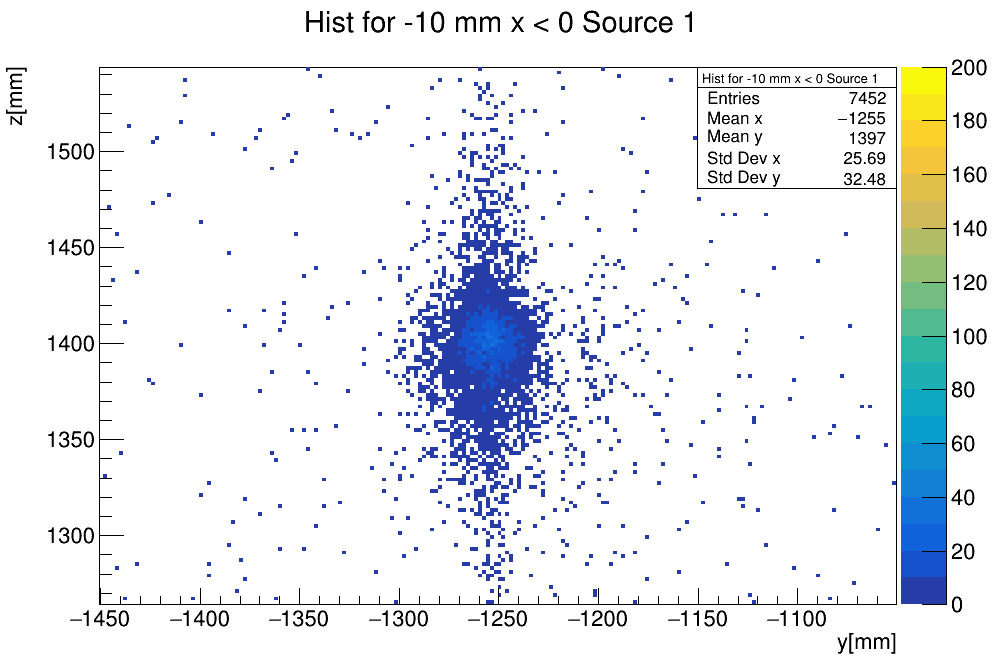 Hist for -10 mm x < 0 Source 1
z[mm]
Hist for -10 mm x < 0 Source 1
Entries 7452
Mean x −1255
Mean y 1397
Std Dev x 25.69
Std Dev y 32.48
1500
1450
1400
1350
1300
−1450 −1400 −1350 −1300 −1250 −1200 −1150 −1100
y[mm]
200
180
160
140
120
100
80
60
40
20
0